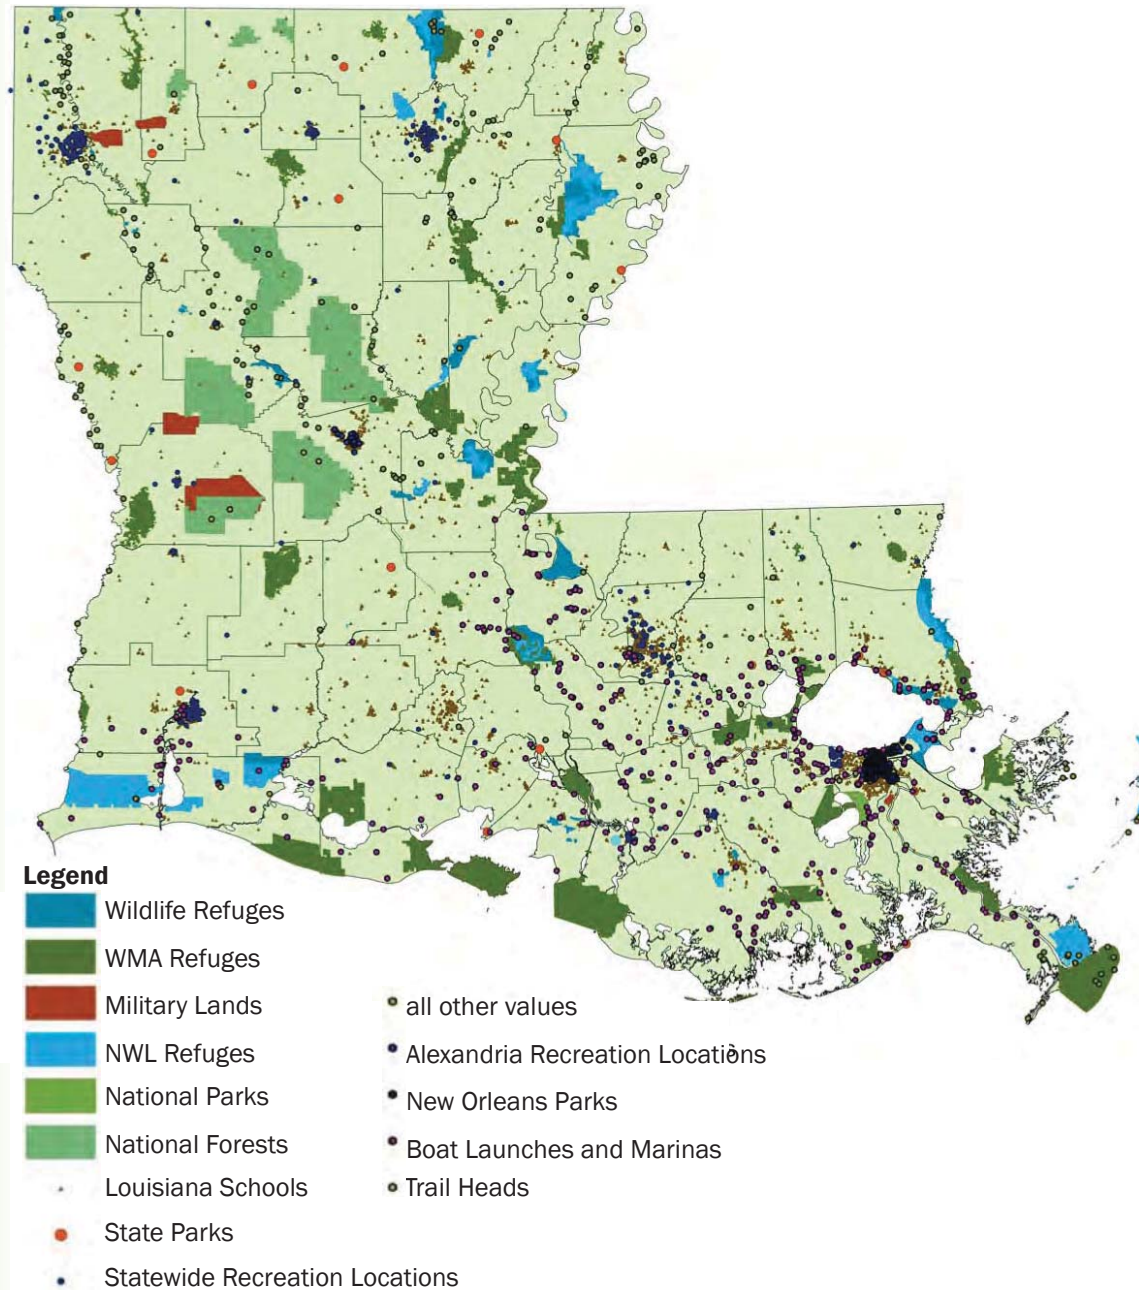 Legend
Wildlife Refuges
WMA Refuges
Military Lands
NWL Refuges
National Parks
National Forests
Louisiana Schools
State Parks
Statewide Recreation Locations
all other values
Alexandria Recreation Locations
New Orleans Parks
Boat Launches and Marinas
Trail Heads